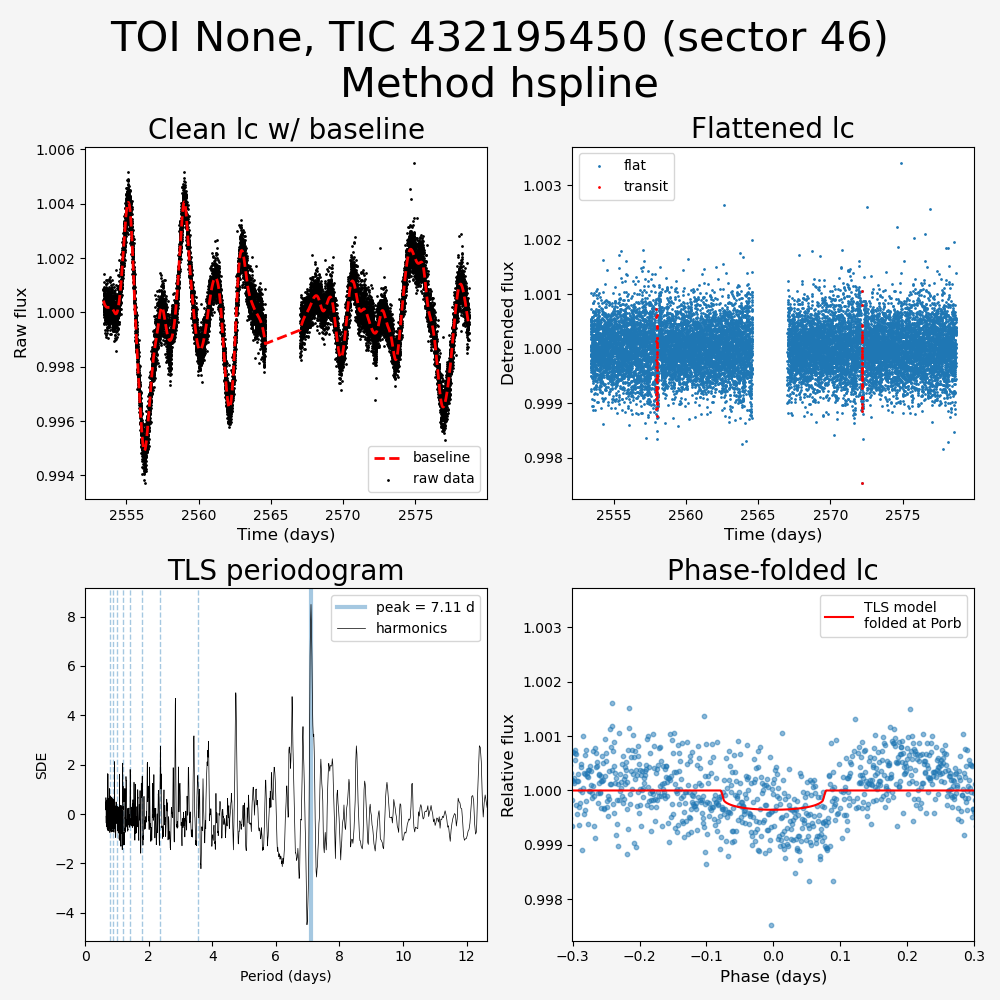 TOI None, TIC 432195450 (sector 46)
Method hspline
Clean lc w/ baseline
Flattened lc
1.006
1.004
1.002
1.000
0.998
0.996
0.994
Raw flux
baseline
raw data
2555
2560
2565
2570
2575
Time (days)
1.003
1.002
1.001
1.000
0.999
0.998
Detrended flux
flat
transit
2555
2560
2565
2570
2575
Time (days)
TLS periodogram
Phase-folded lc
8
6
4
2
0
−2
−4
SDE
peak = 7.11 d
harmonics
0
2
4
6
8
10
12
Period (days)
1.003
1.002
1.001
1.000
0.999
0.998
Relative flux
TLS model
folded at Porb
−0.3
−0.2
−0.1
0.0
0.1
0.2
0.3
Phase (days)